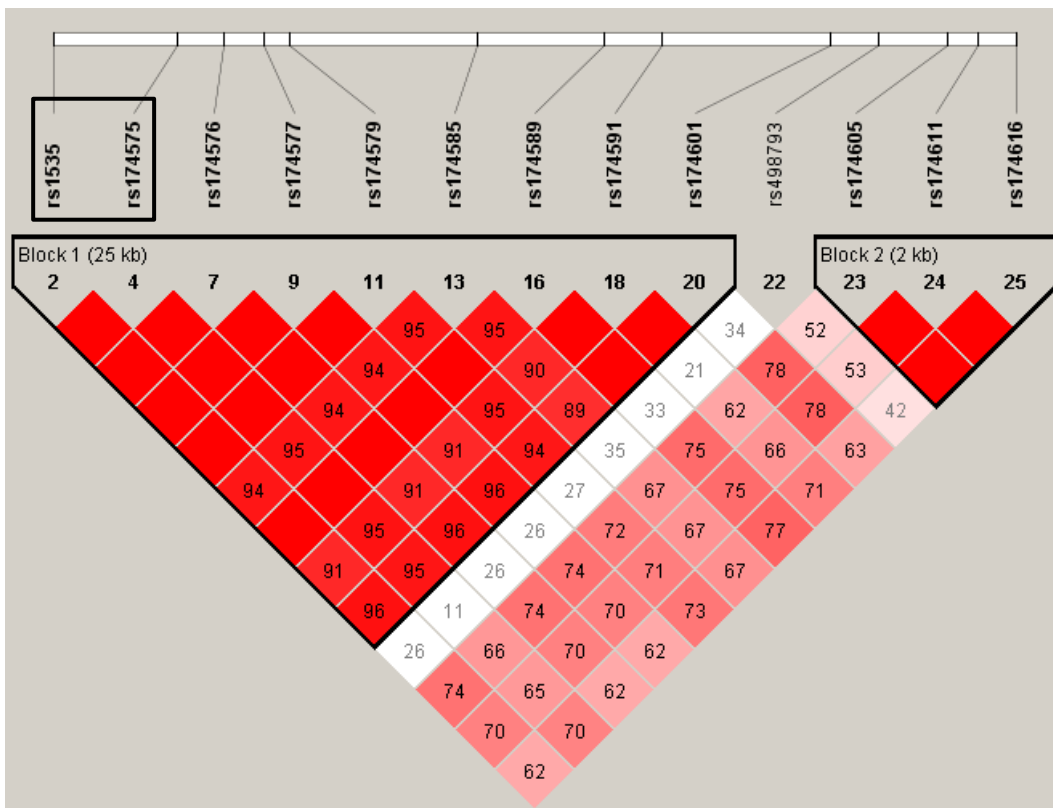 rs1535
rs174575
rs174576
rs174577
rs174579
rs174585
rs174589
rs174591
rs174601
rs498793
rs174605
rs174611
rs174616
Block 1 (25 kb) Block 2 (2 kb)
2 4 7 9 11 13 16 18 20 22 23 24 25
95 95 34 52
94 90 21 78 53
94 95 89 33 62 78 42
95 91 94 35 75 66 63
94 91 96 27 67 75 71
95 96 26 72 67 77
91 95 26 74 71 67
96 11 74 70 73
26 66 70 62
74 65 62
70 70
62